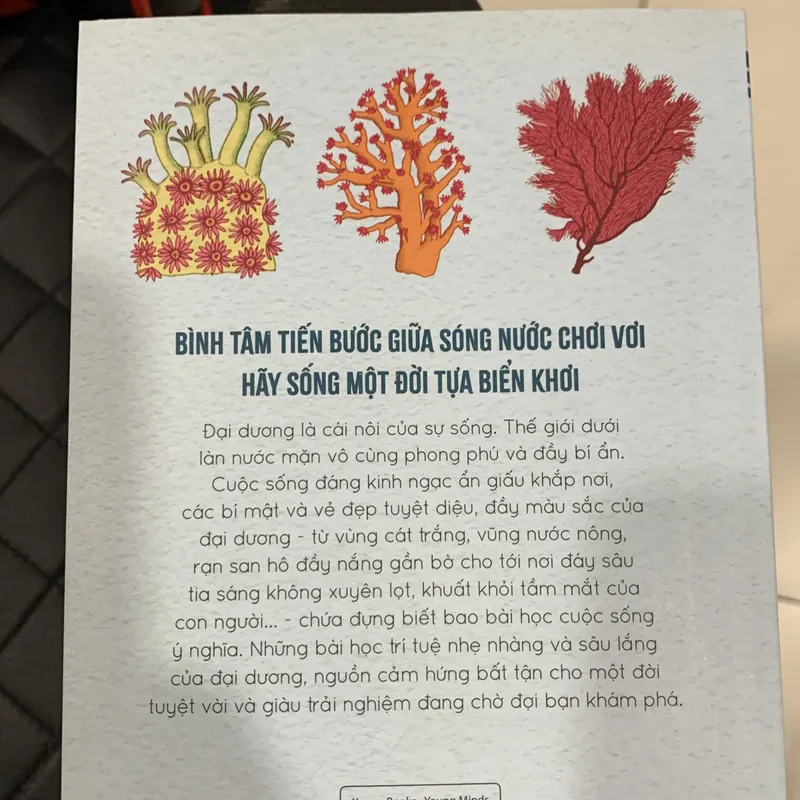 BÌNH TÂM TIẾN BƯỚC GIỮA SÓNG NƯỚC CHƠI VƠI
HÃY SỐNG MỘT ĐỜI TỰA BIỂN KHƠI
Đại dương là cái nôi của sự sống. Thế giới dưới
làn nước mặn vô cùng phong phú và đầy bí ẩn.
Cuộc sống đáng kinh ngạc ẩn giấu khắp nơi,
các bí mật và vẻ đẹp tuyệt diệu, đầy màu sắc của
đại dương - từ vùng cát trắng, vũng nước nông,
rạn san hô đầy nắng gần bờ cho tới nơi đáy sâu
tia sáng không xuyên lọt, khuất khỏi tầm mắt của
con người... - chứa đựng biết bao bài học cuộc sống
ý nghĩa. Những bài học trí tuệ nhẹ nhàng và sâu lắng
của đại dương, nguồn cảm hứng bất tận cho một đời
tuyệt vời và giàu trải nghiệm đang chờ đợi bạn khám phá.
Young Books, Young Minds